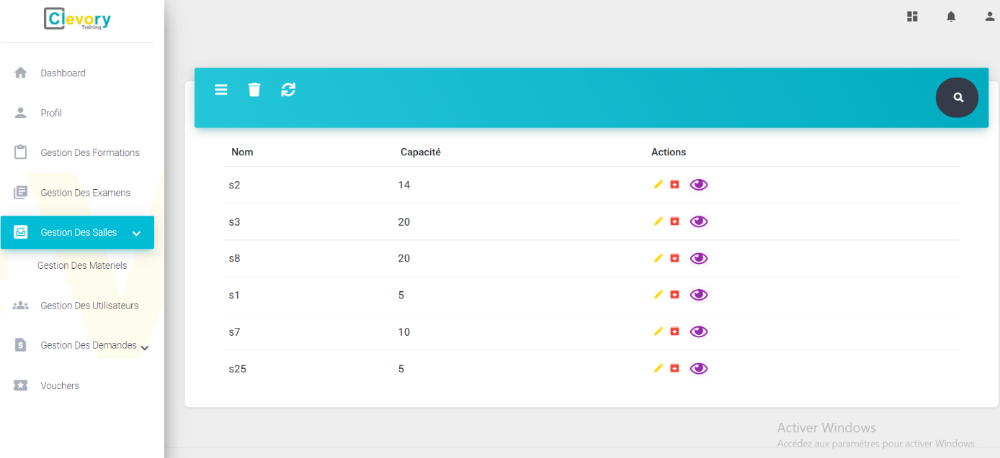 Clevory
Training
Dashboard
Profil
Gestion Des Formations
Gestion Des Examens
Gestion Des Salles
Gestion Des Materiels
Gestion Des Utilisateurs
Gestion Des Demandes
Vouchers
Nom Capacité Actions
s2 14
s3 20
s8 20
s1 5
s7 10
s25 5
Activer Windows
Accédez aux paramètres pour activer Windows.